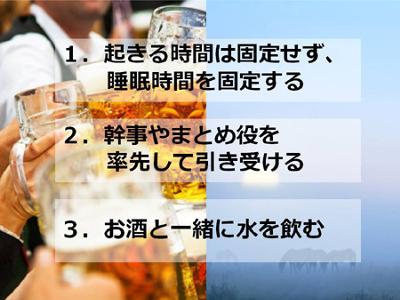 １．起きる時間は固定せず、
睡眠時間を固定する
２．幹事やまとめ役を
率先して引き受ける
３．お酒と一緒に水を飲む